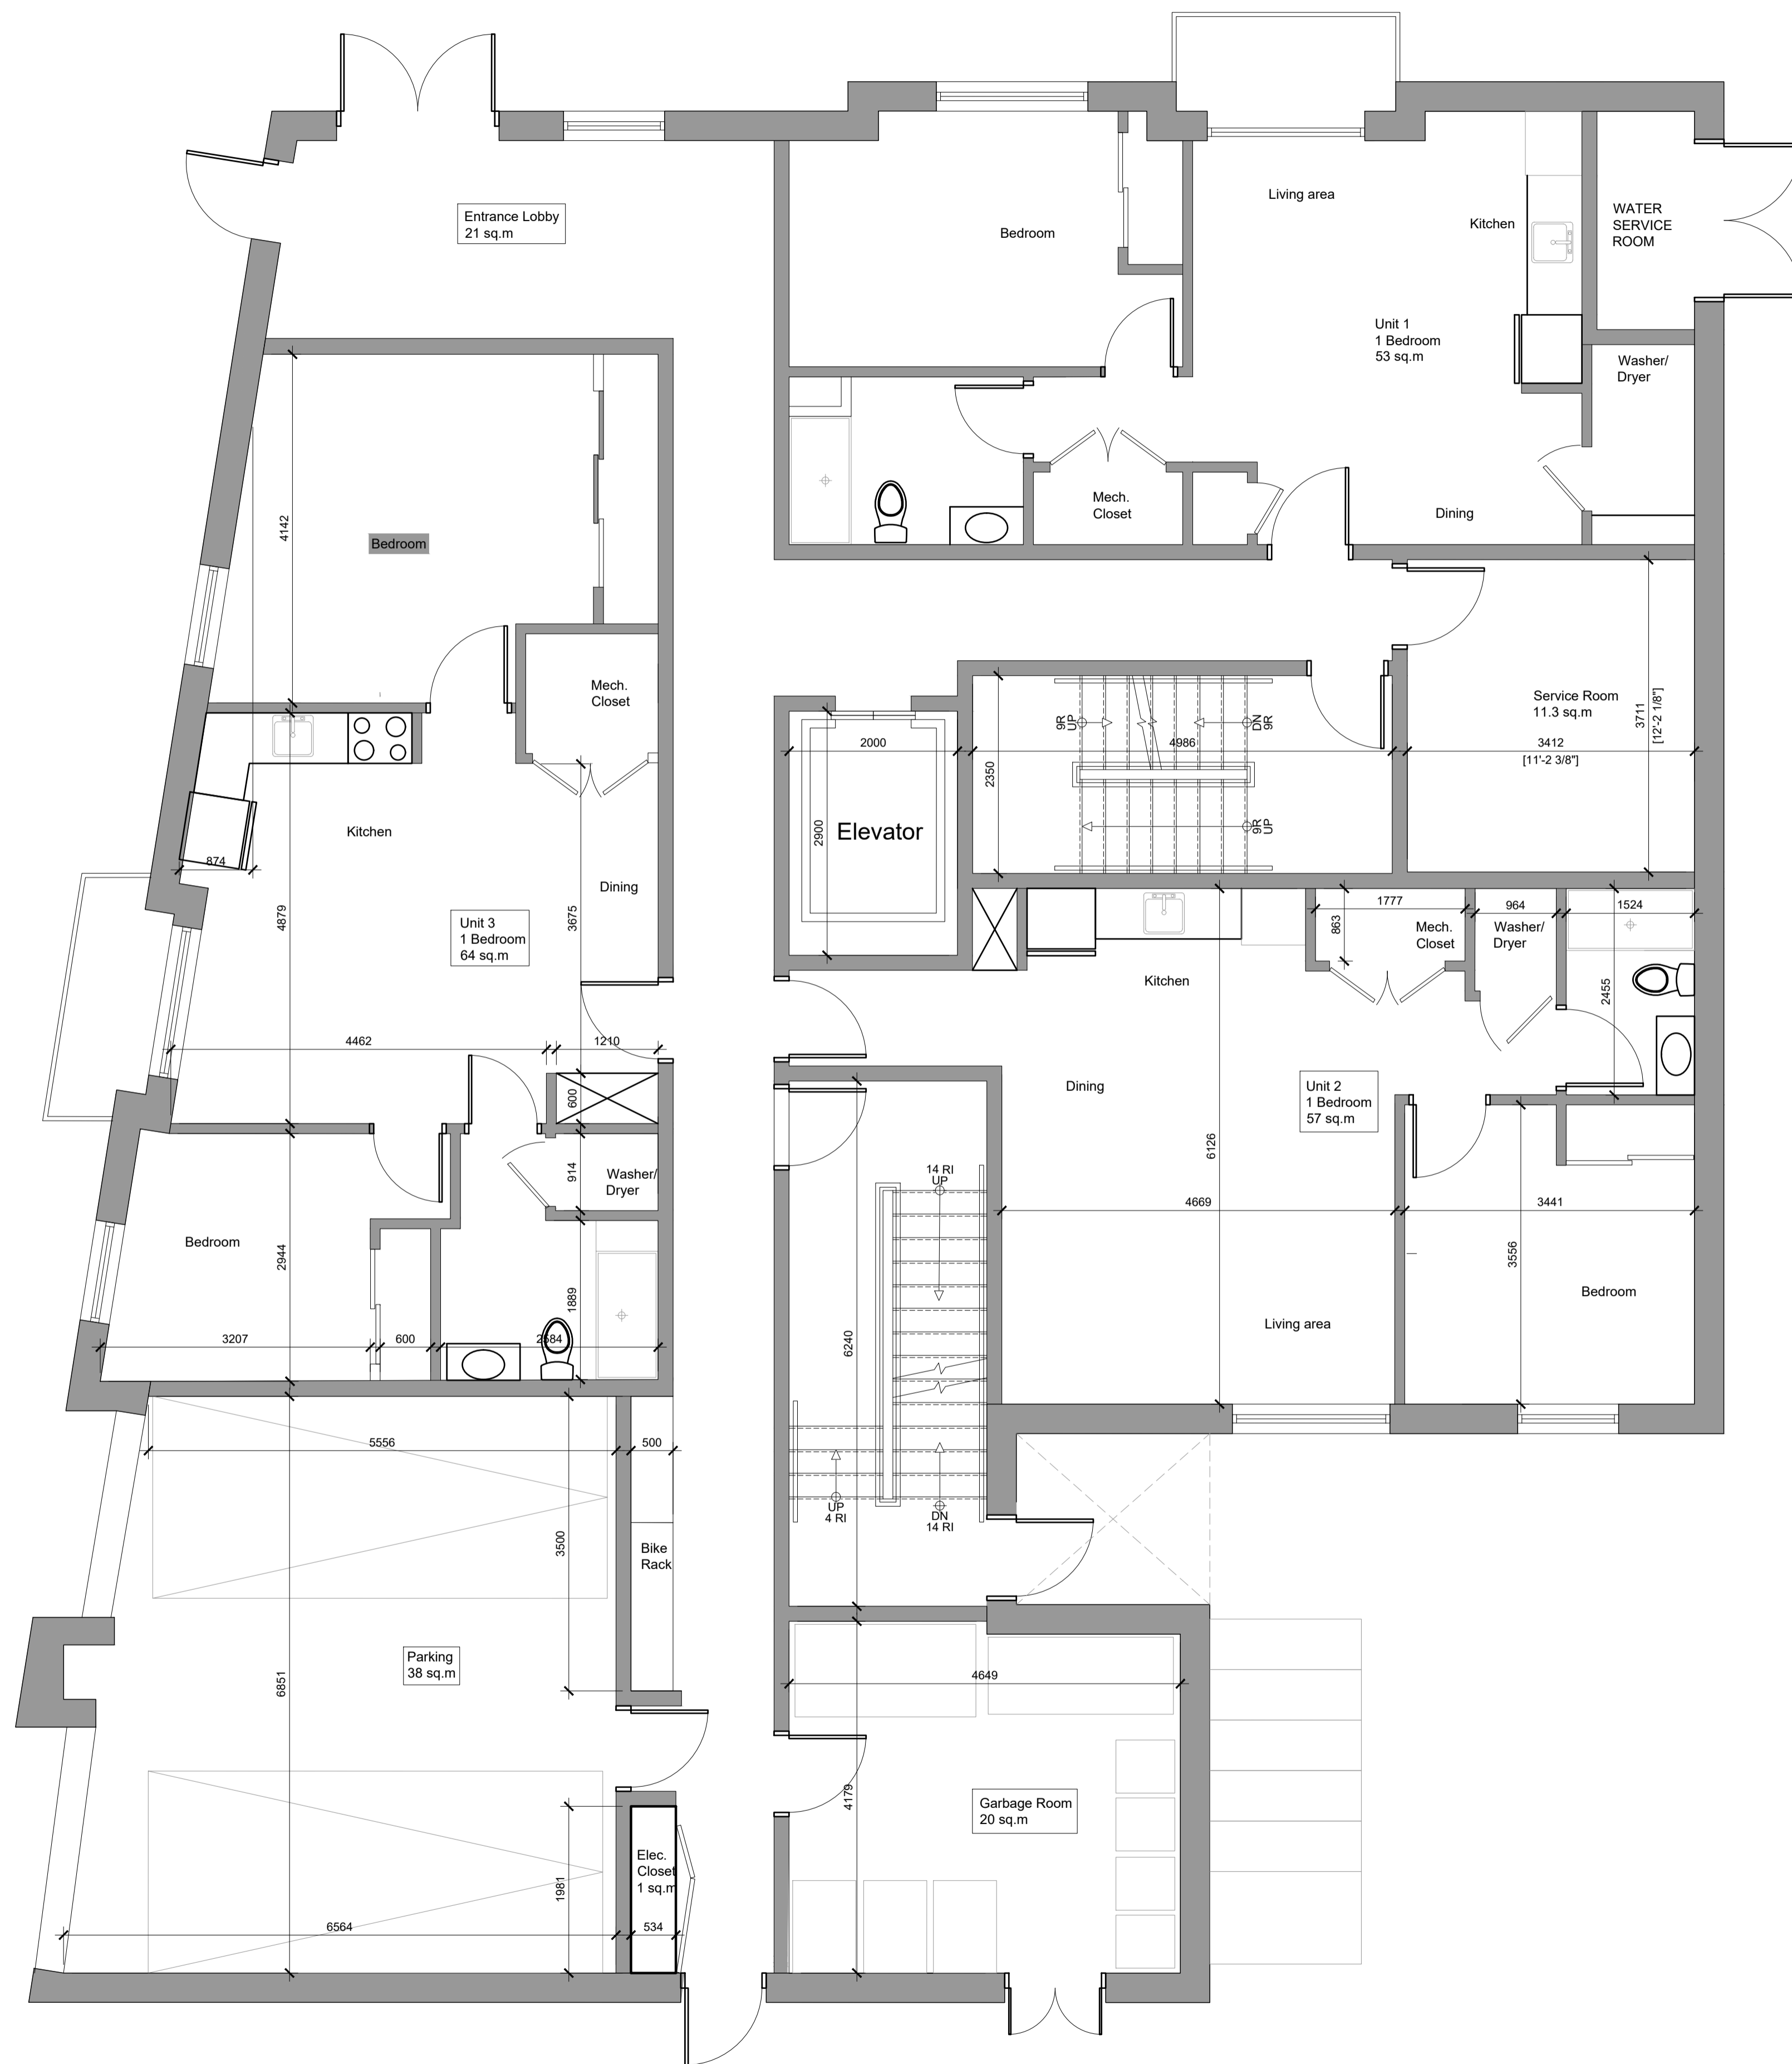 Entrance Lobby
21 sq.m
Bedroom
Living area
Kitchen
WATER
SERVICE
ROOM
Unit 1
1 Bedroom
53 sq.m
Washer/
Dryer
Mech.
Closet
Dining
4142
Bedroom
Mech.
Closet
Service Room
11.3 sq.m
3711
[12'-2 1/8"]
3412
[11'-2 3/8"]
9R
UP
DN
9R
4986
2350
9R
UP
2000
2900
Elevator
Kitchen
874
4879
Dining
3675
Unit 3
1 Bedroom
64 sq.m
4462
1210
600
1777
863
Mech.
Closet
964
Washer/
Dryer
1524
2455
Kitchen
Dining
Unit 2
1 Bedroom
57 sq.m
6126
4669
3441
3556
Bedroom
Living area
914
Washer/
Dryer
Bedroom
2944
1889
3207
600
2584
14 RI
UP
6240
UP
4 RI
DN
14 RI
5556
500
3500
Bike
Rack
Parking
38 sq.m
6851
4649
4179
Garbage Room
20 sq.m
Elec.
Closet
1 sq.m
1981
6564
534